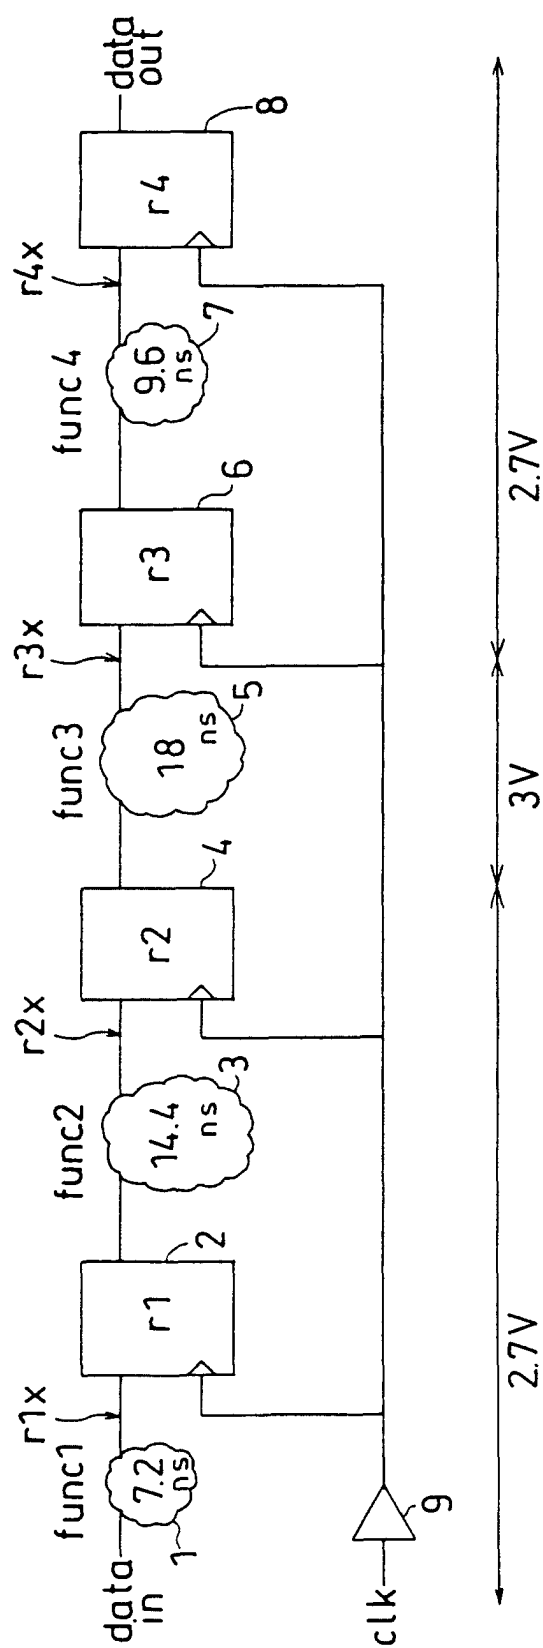 data
in
func1
7.2
ns
1
r1x
r1
2
func2
14.4
ns
3
r2x
r2
4
func3
18
ns
5
r3x
r3
6
func4
9.6
ns
7
r4x
r4
8
data
out
clk
9
2.7V
3V
2.7V